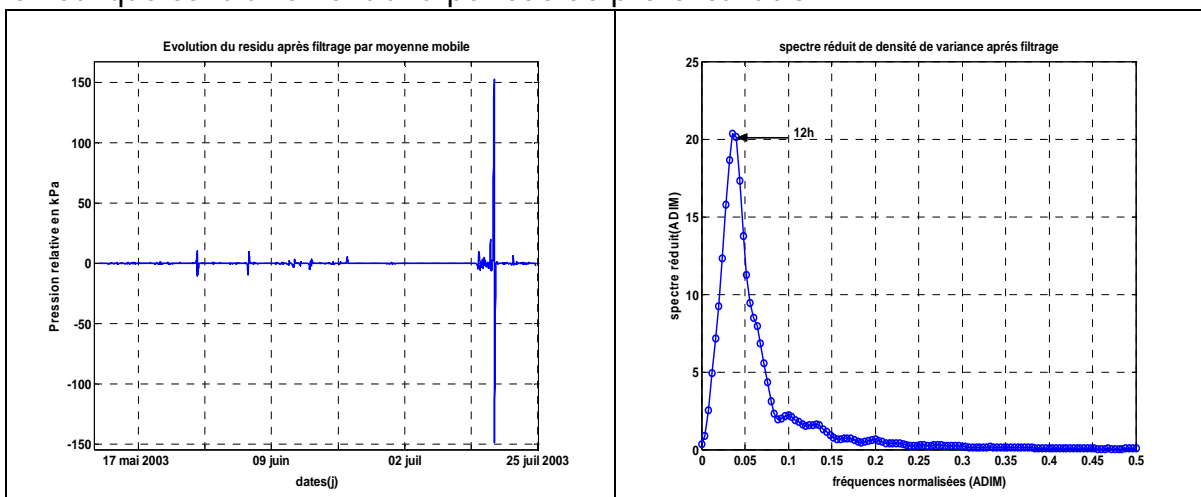 Evolution du residu après filtrage par moyenne mobile
150
100
50
0
-50
-100
-150
Pression relative en kPa
17 mai 2003
09 juin
02 juil
25 juil 2003
dates(j)
spectre réduit de densité de variance aprés filtrage
25
20
15
10
5
0
spectre réduit(ADIM)
12h
0
0.05
0.1
0.15
0.2
0.25
0.3
0.35
0.4
0.45
0.5
fréquences normalisées (ADIM)